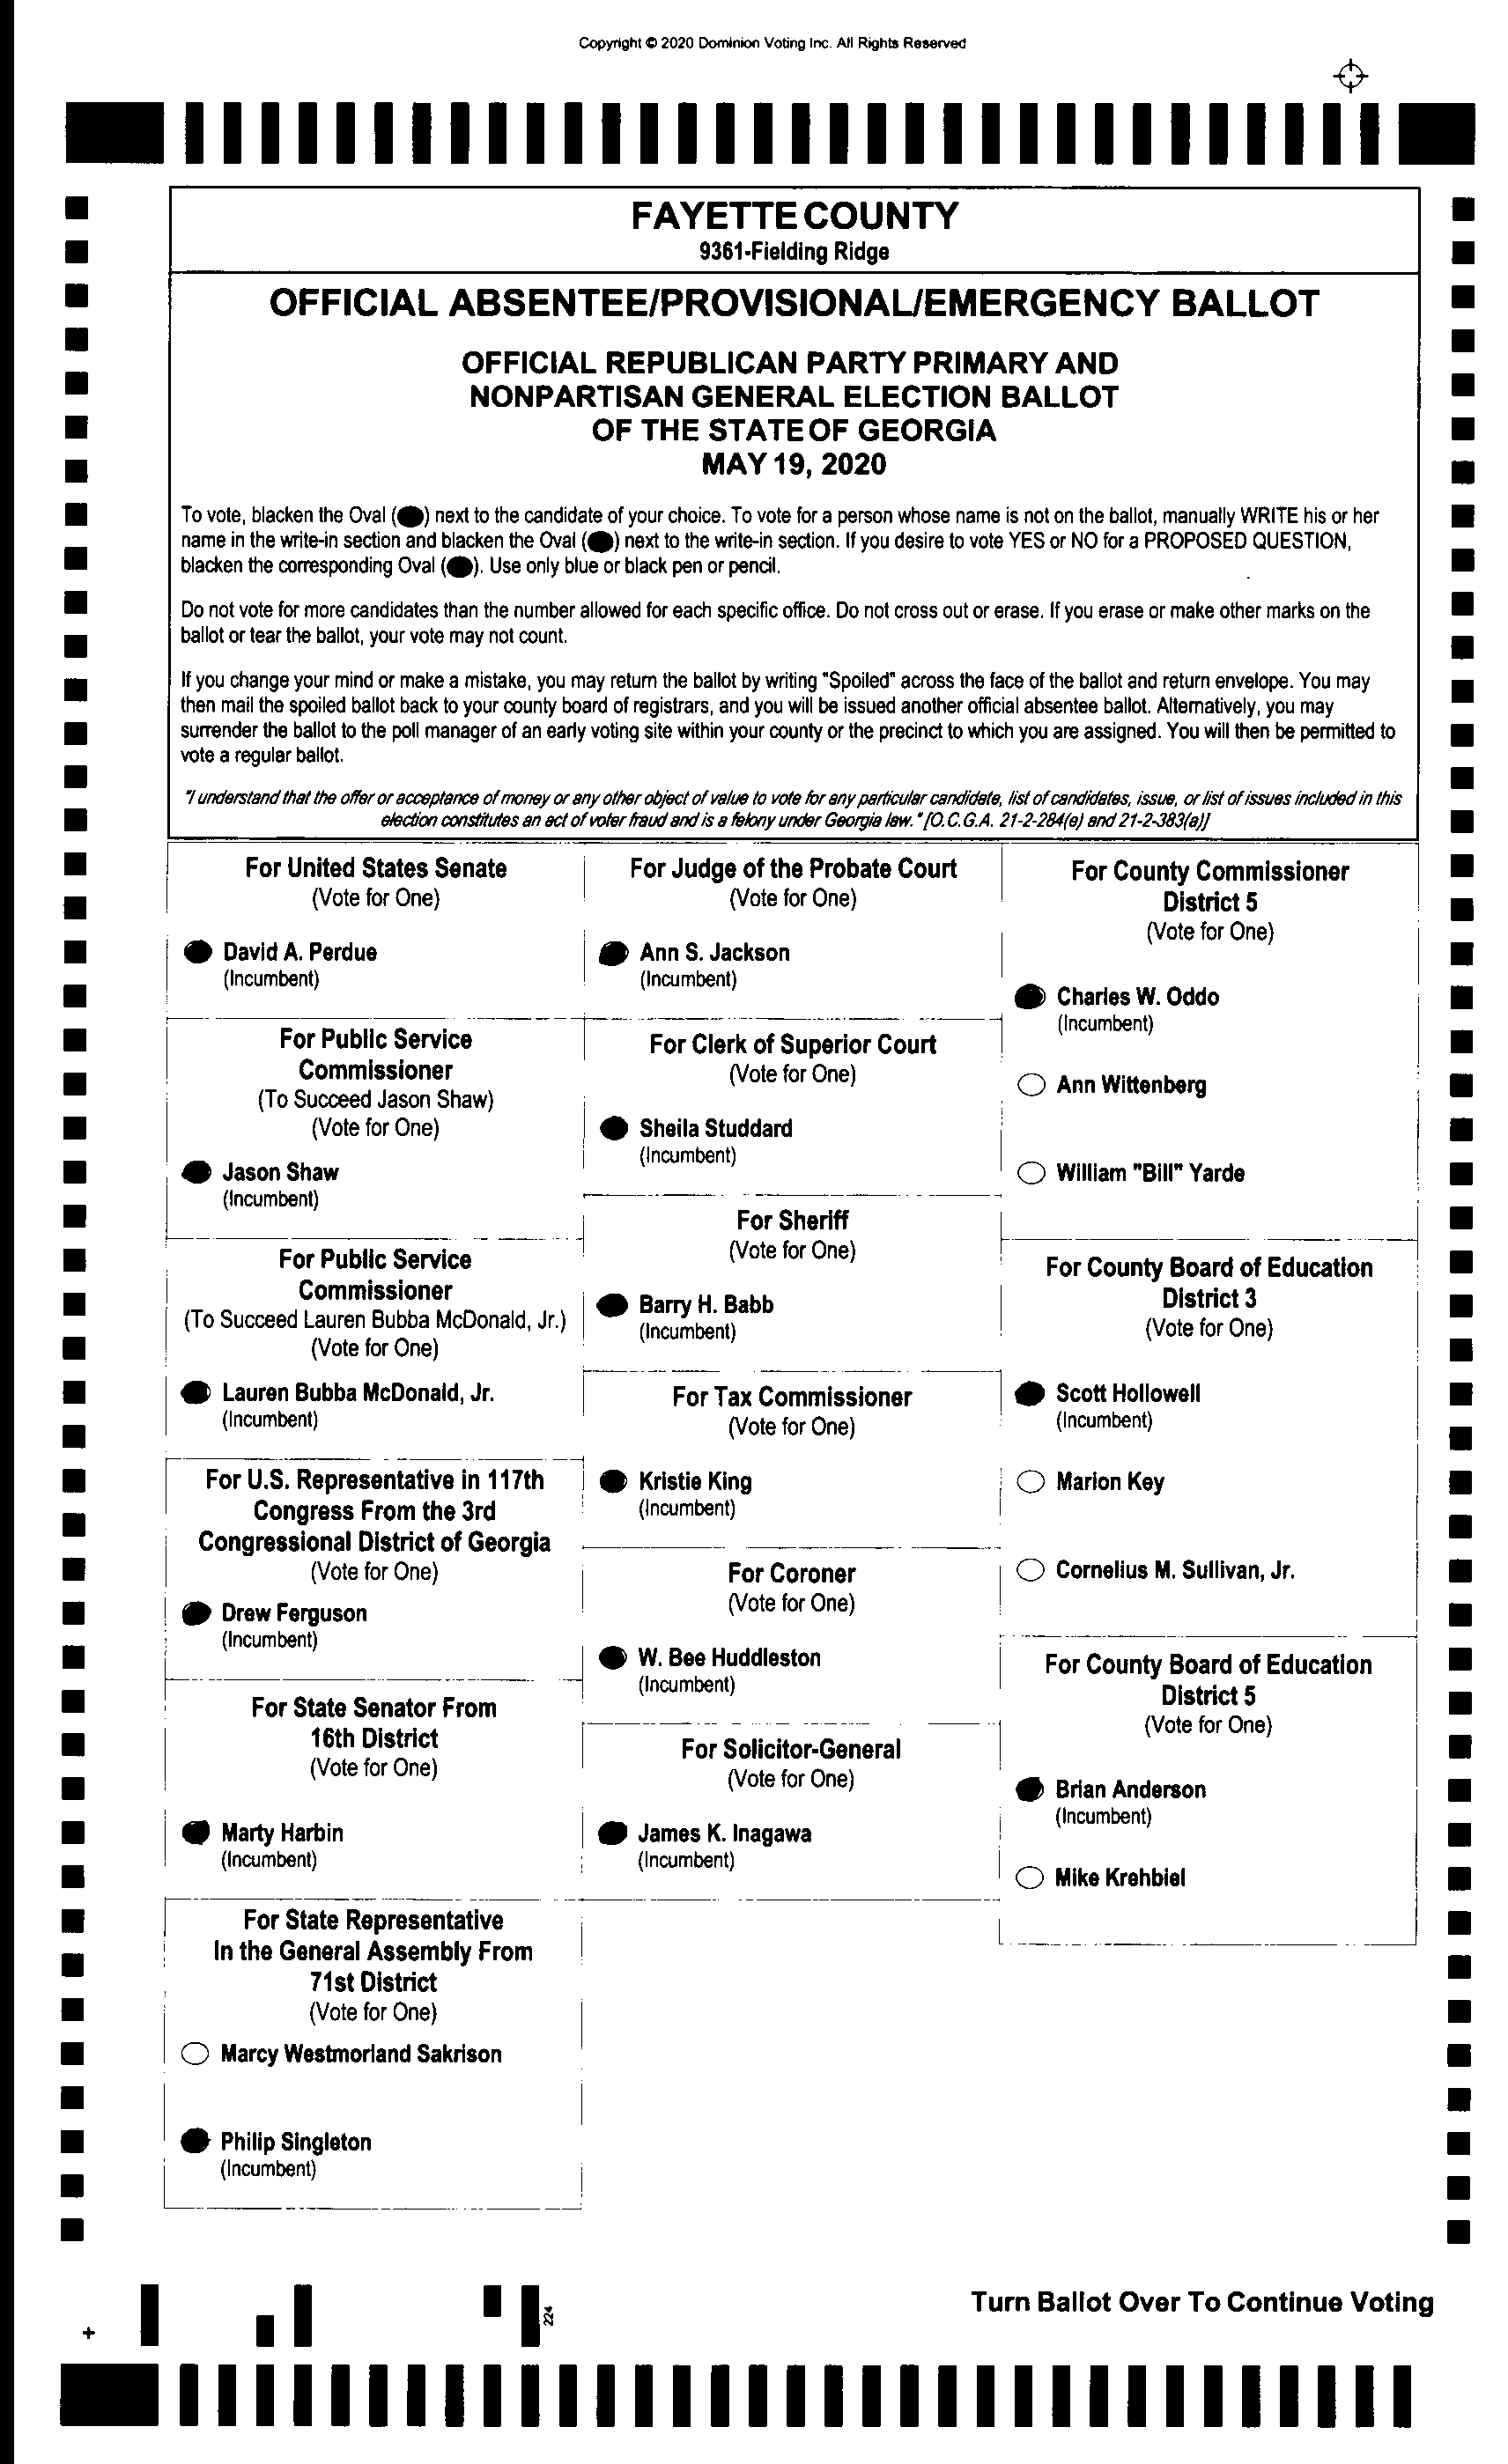 Copyright © 2020 Dominion Voting Inc. All Rights Reserved
FAYETTE COUNTY
9361-Fielding Ridge
OFFICIAL ABSENTEE/PROVISIONAL/EMERGENCY BALLOT
OFFICIAL REPUBLICAN PARTY PRIMARY AND
NONPARTISAN GENERAL ELECTION BALLOT
OF THE STATE OF GEORGIA
MAY 19, 2020
To vote, blacken the Oval (●) next to the candidate of your choice. To vote for a person whose name is not on the ballot, manually WRITE his or her
name in the write-in section and blacken the Oval (●) next to the write-in section. If you desire to vote YES or NO for a PROPOSED QUESTION,
blacken the corresponding Oval (●). Use only blue or black pen or pencil.
Do not vote for more candidates than the number allowed for each specific office. Do not cross out or erase. If you erase or make other marks on the
ballot or tear the ballot, your vote may not count.
If you change your mind or make a mistake, you may return the ballot by writing "Spoiled" across the face of the ballot and return envelope. You may
then mail the spoiled ballot back to your county board of registrars, and you will be issued another official absentee ballot. Alternatively, you may
surrender the ballot to the poll manager of an early voting site within your county or the precinct to which you are assigned. You will then be permitted to
vote a regular ballot.
"I understand that the offer or acceptance of money or any other object of value to vote for any particular candidate, list of candidates, issue, or list of issues included in this
election constitutes an act of voter fraud and is a felony under Georgia law." [O.C.G.A. 21-2-284(e) and 21-2-383(a)]
For United States Senate
(Vote for One)
David A. Perdue
(Incumbent)
For Public Service
Commissioner
(To Succeed Jason Shaw)
(Vote for One)
Jason Shaw
(Incumbent)
For Public Service
Commissioner
(To Succeed Lauren Bubba McDonald, Jr.)
(Vote for One)
Lauren Bubba McDonald, Jr.
(Incumbent)
For U.S. Representative in 117th
Congress From the 3rd
Congressional District of Georgia
(Vote for One)
Drew Ferguson
(Incumbent)
For State Senator From
16th District
(Vote for One)
Marty Harbin
(Incumbent)
For State Representative
In the General Assembly From
71st District
(Vote for One)
Marcy Westmorland Sakrison
Philip Singleton
(Incumbent)
For Judge of the Probate Court
(Vote for One)
Ann S. Jackson
(Incumbent)
For Clerk of Superior Court
(Vote for One)
Sheila Studdard
(Incumbent)
For Sheriff
(Vote for One)
Barry H. Babb
(Incumbent)
For Tax Commissioner
(Vote for One)
Kristie King
(Incumbent)
For Coroner
(Vote for One)
W. Bee Huddleston
(Incumbent)
For Solicitor-General
(Vote for One)
James K. Inagawa
(Incumbent)
For County Commissioner
District 5
(Vote for One)
Charles W. Oddo
(Incumbent)
Ann Wittenberg
William "Bill" Yarde
For County Board of Education
District 3
(Vote for One)
Scott Hollowell
(Incumbent)
Marion Key
Cornelius M. Sullivan, Jr.
For County Board of Education
District 5
(Vote for One)
Brian Anderson
(Incumbent)
Mike Krehbiel
Turn Ballot Over To Continue Voting
224